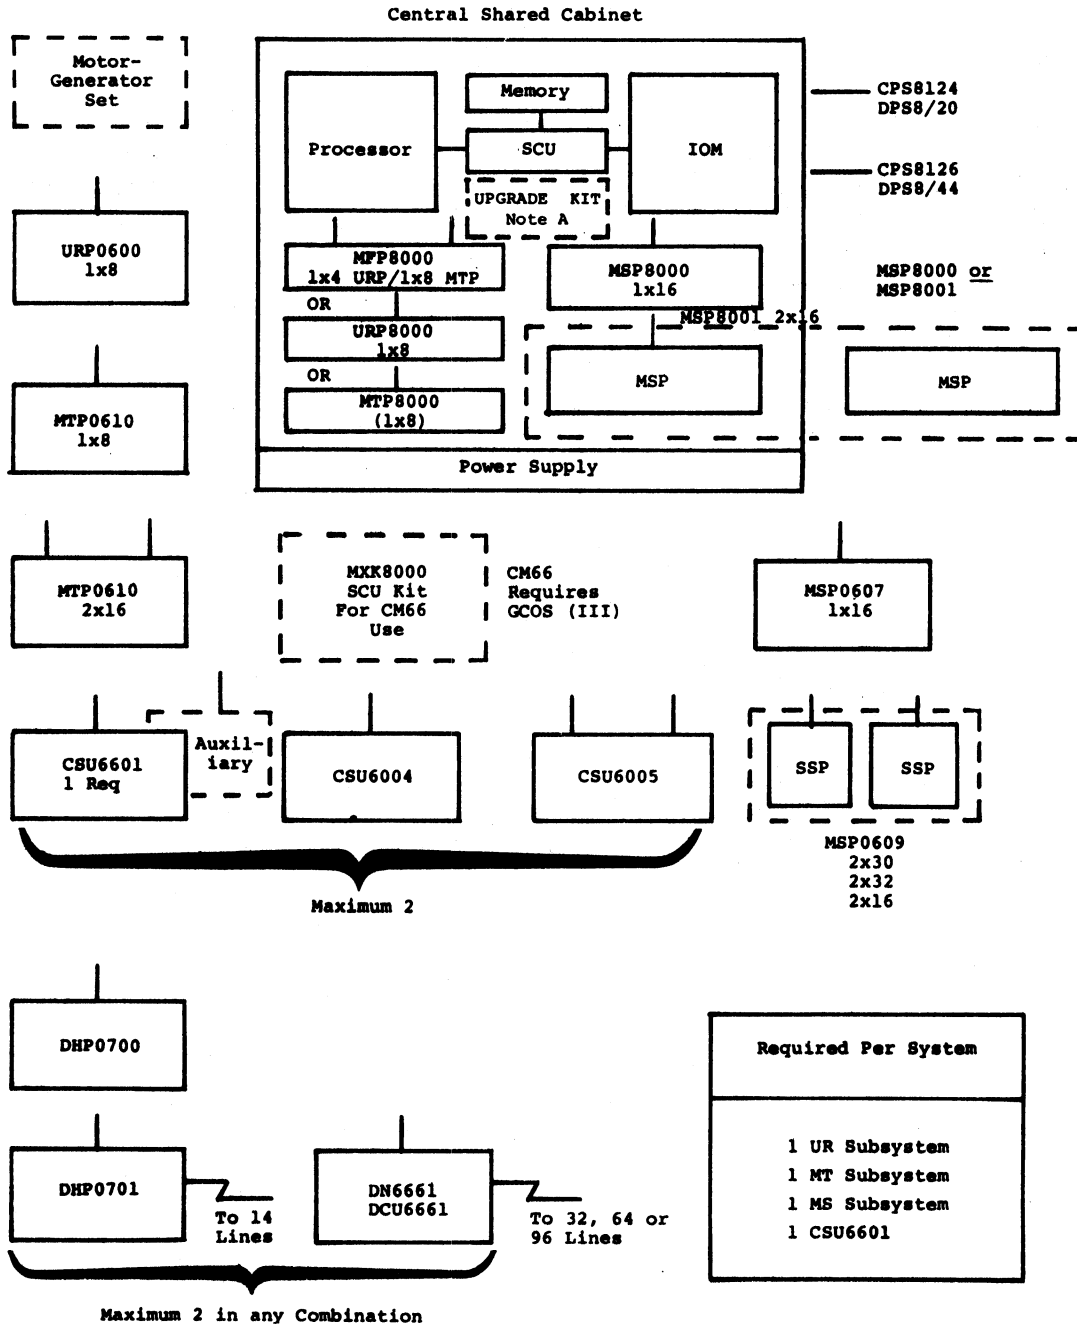 Central Shared Cabinet
Motor-
Generator
Set
Processor
Memory
SCU
IOM
UPGRADE KIT
Note A
CPS8124
DPS8/20
CPS8126
DPS8/44
URP0600
1x8
MFP8000
1x4 URP/1x8 MTP
OR
URP8000
1x8
OR
MTP8000
(1x8)
MSP8000
1x16
MSP8001 2x16
MSP
MSP8000 or
MSP8001
MSP
MTP0610
1x8
Power Supply
MTP0610
2x16
MXK8000
SCU Kit
For CM66
Use
CM66
Requires
GCOS (III)
MSP0607
1x16
CSU6601
1 Req
Auxil-
iary
CSU6004
CSU6005
SSP
SSP
MSP0609
2x30
2x32
2x16
Maximum 2
DHP0700
DHP0701
To 14
Lines
DN6661
DCU6661
To 32, 64 or
96 Lines
Maximum 2 in any Combination
Required Per System
1 UR Subsystem
1 MT Subsystem
1 MS Subsystem
1 CSU6601